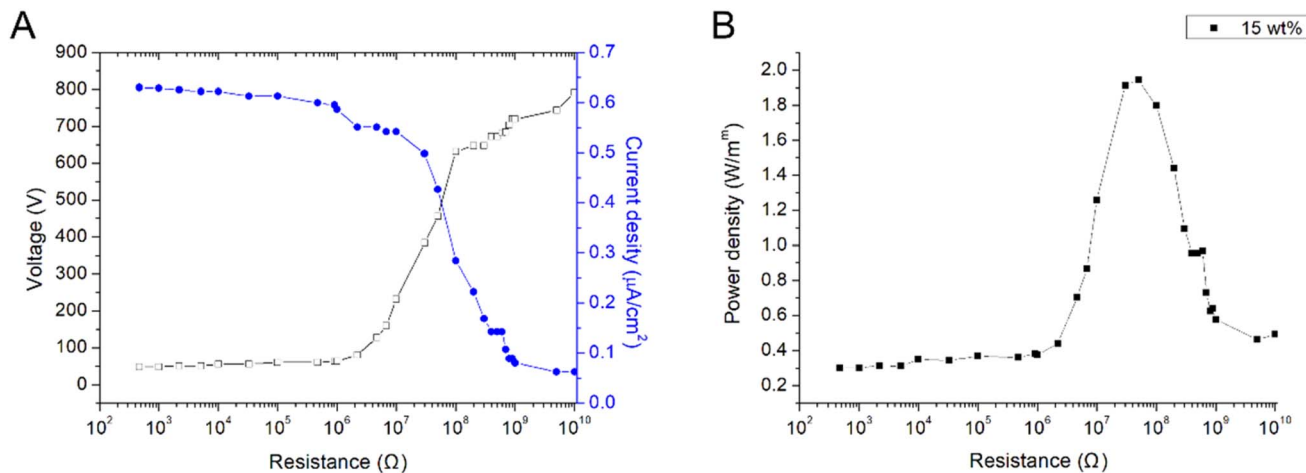 A
900
800
700
600
500
400
300
200
100
0
Voltage (V)
0.7
0.6
0.5
0.4
0.3
0.2
0.1
0.0
Current desity (μA/cm²)
10² 10³ 10⁴ 10⁵ 10⁶ 10⁷ 10⁸ 10⁹ 10¹⁰
Resistance (Ω)
B
15 wt%
2.0
1.8
1.6
1.4
1.2
1.0
0.8
0.6
0.4
0.2
Power density (W/mᵐ)
10² 10³ 10⁴ 10⁵ 10⁶ 10⁷ 10⁸ 10⁹ 10¹⁰
Resistance (Ω)